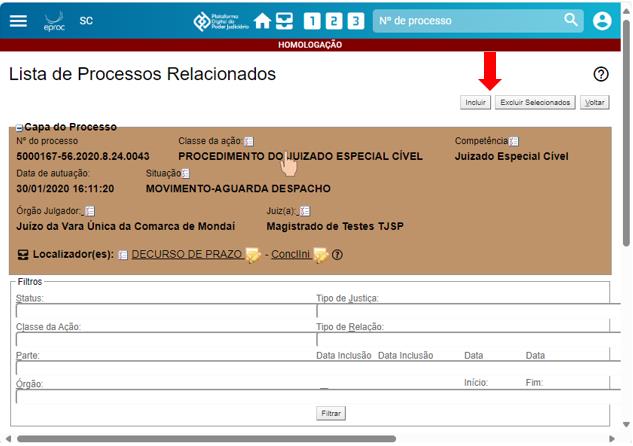 eproc SC Plataforma Digital do Poder Judiciário 1 2 3 Nº de processo
HOMOLOGAÇÃO
Lista de Processos Relacionados
Incluir Excluir Selecionados Voltar
Capa do Processo
Nº do processo Classe da ação: Competência:
5000167-56.2020.8.24.0043 PROCEDIMENTO DO JUIZADO ESPECIAL CÍVEL Juizado Especial Cível
Data de autuação: Situação:
30/01/2020 16:11:20 MOVIMENTO-AGUARDA DESPACHO
Órgão Julgador: Juiz(a):
Juízo da Vara Única da Comarca de Mondaí Magistrado de Testes TJSP
Localizador(es): DECURSO DE PRAZO - Conclini
Filtros
Status: Tipo de Justiça:
Classe da Ação: Tipo de Relação:
Parte: Data Inclusão Data Inclusão Data Data
Órgão: Início: Fim:
Filtrar